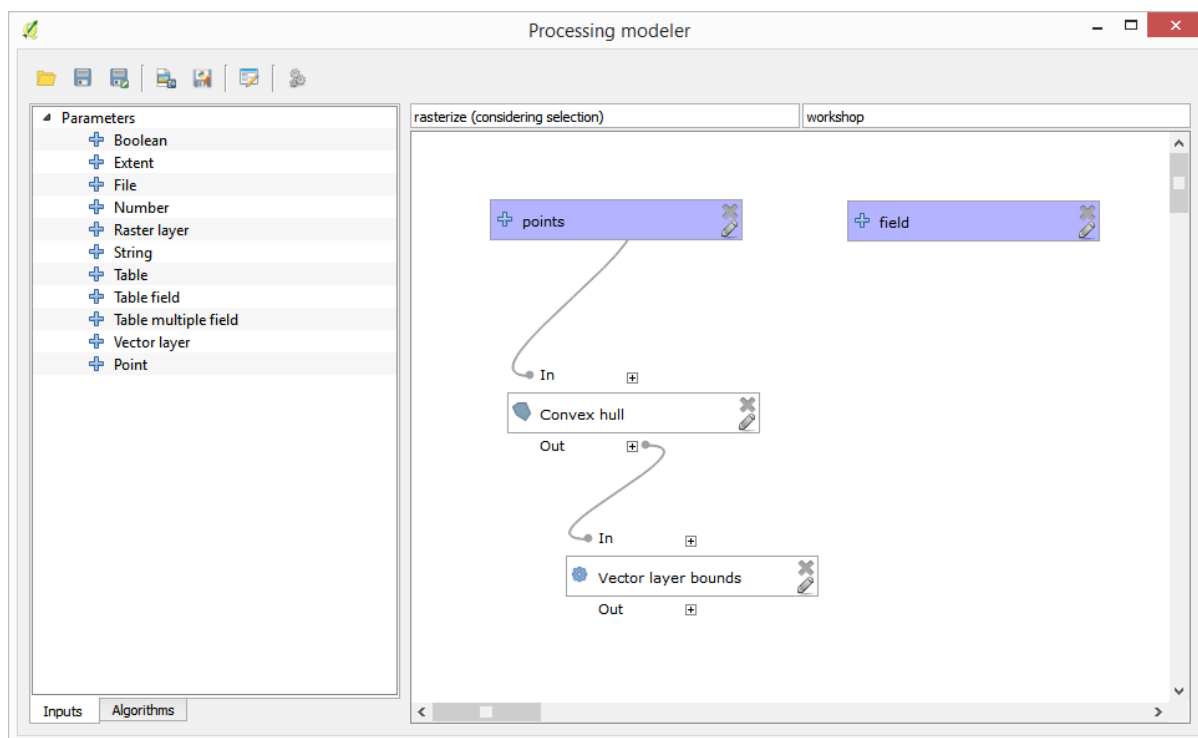 Processing modeler
Parameters
Boolean
Extent
File
Number
Raster layer
String
Table
Table field
Table multiple field
Vector layer
Point
Inputs
Algorithms
rasterize (considering selection)
workshop
points
field
In
Convex hull
Out
In
Vector layer bounds
Out